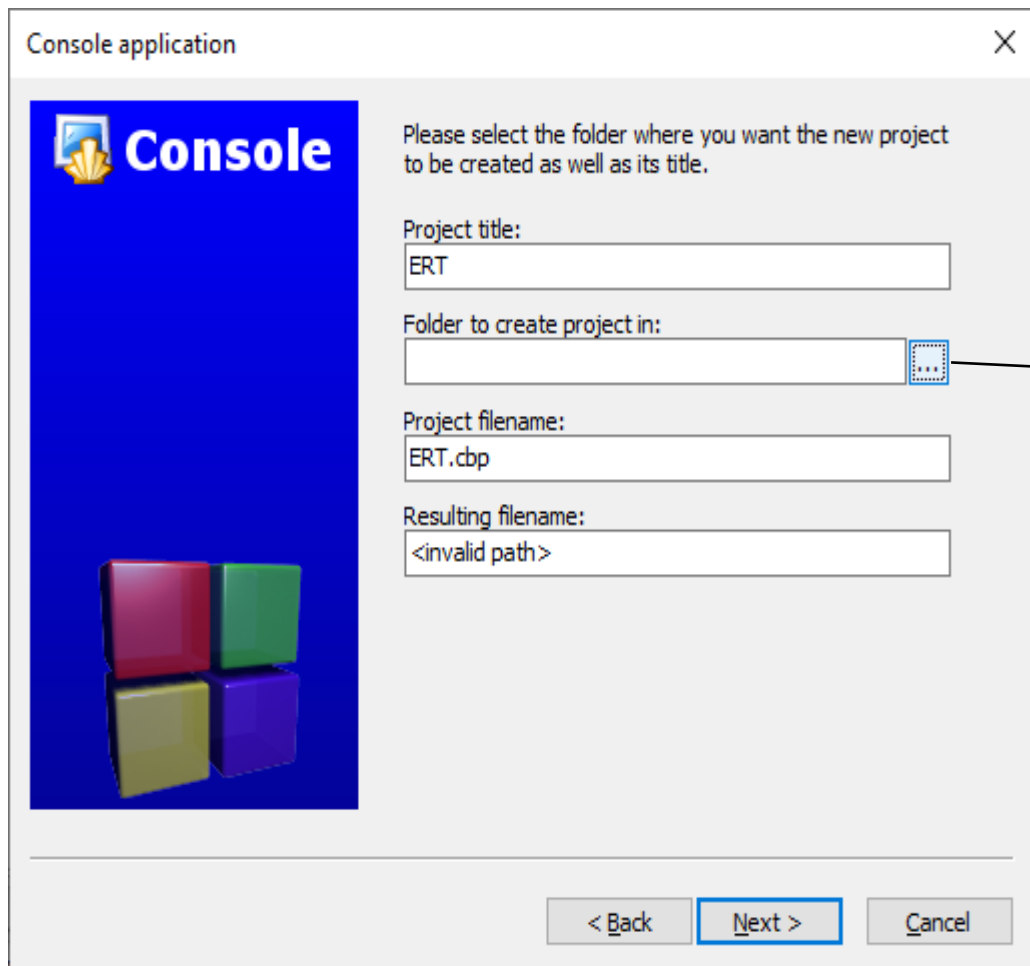 Console application
Console
Please select the folder where you want the new project
to be created as well as its title.
Project title:
ERT
Folder to create project in:
...
Project filename:
ERT.cbp
Resulting filename:
<invalid path>
< Back
Next >
Cancel